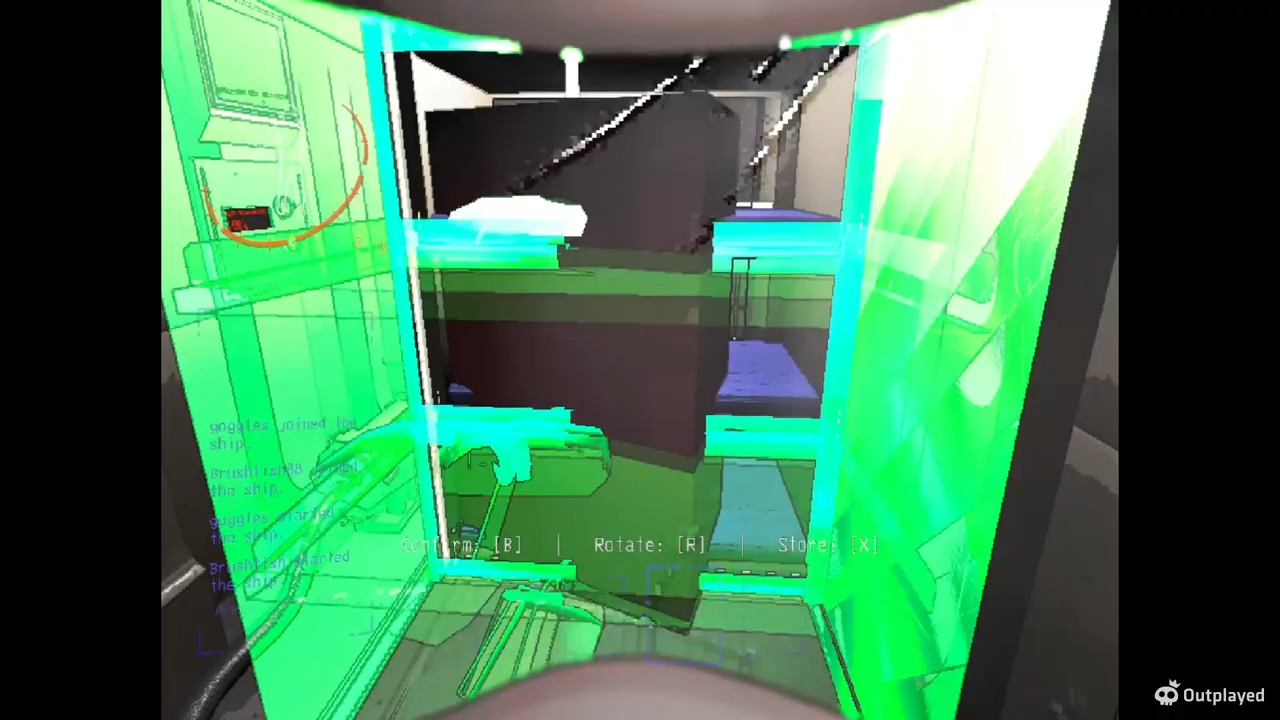 goggles joined the
ship.
Brushfish88 joined
the ship.
guggles started
the ship.
Brushfish started
the ship.
Confirm: [B] | Rotate: [R] | Store: [X]
Outplayed